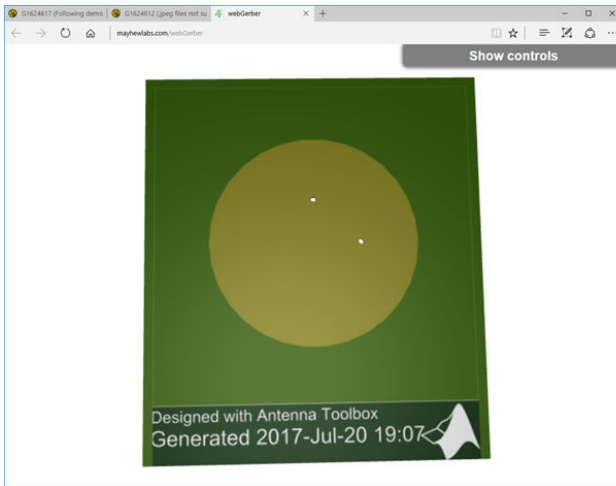 G1624617 (Following demo
G1624812 (.jpeg files not su
webGerber
mayhewlabs.com/webGerber
Show controls
Designed with Antenna Toolbox
Generated 2017-Jul-20 19:07